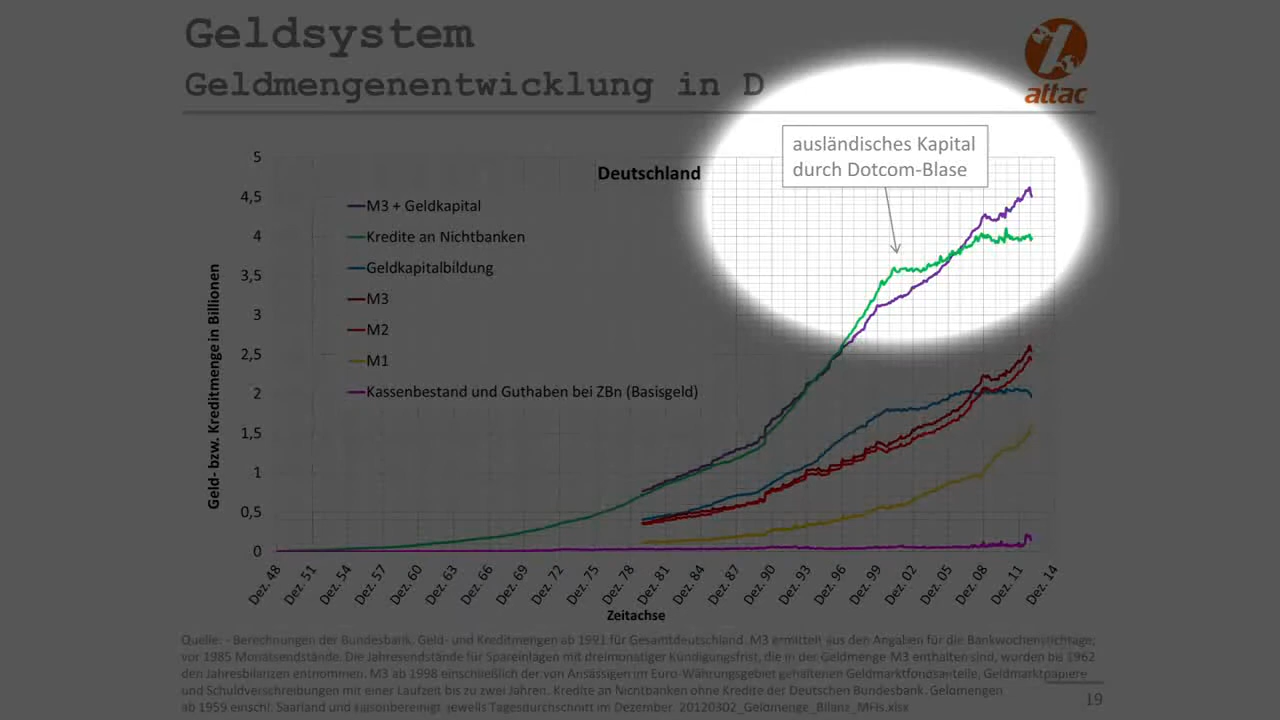 Geldsystem
Geldmengenentwicklung in D
attac
ausländisches Kapital
durch Dotcom-Blase
Deutschland
5
4,5
4
3,5
3
2,5
2
1,5
1
0,5
0
Geld- bzw. Kreditmenge in Billionen
M3 + Geldkapital
Kredite an Nichtbanken
Geldkapitalbildung
M3
M2
M1
Kassenbestand und Guthaben bei ZBn (Basisgeld)
Dez. 48
Dez. 51
Dez. 54
Dez. 57
Dez. 60
Dez. 63
Dez. 66
Dez. 69
Dez. 72
Dez. 75
Dez. 78
Dez. 81
Dez. 84
Dez. 87
Dez. 90
Dez. 93
Dez. 96
Dez. 99
Dez. 02
Dez. 05
Dez. 08
Dez. 11
Dez. 14
Zeitachse
Quelle: - Berechnungen der Bundesbank. Geld- und Kreditmengen ab 1991 für Gesamtdeutschland. M3 ermittelt aus den Angaben für die Bankwochenstichtage,
vor 1985 Monatsendstände. Die Jahresendstände für Spareinlagen mit dreimonatiger Kündigungsfrist, die in der Geldmenge M3 enthalten sind, wurden bis 1962
den Jahresbilanzen entnommen. M3 ab 1998 einschließlich der von Ansässigen im Euro-Währungsgebiet gehaltenen Geldmarktfondsanteile, Geldmarktpapiere
und Schuldverschreibungen mit einer Laufzeit bis zu zwei Jahren. Kredite an Nichtbanken ohne Kredite der Deutschen Bundesbank. Geldmengen
ab 1959 einschl. Saarland und saisonbereinigt jeweils Tagesdurchschnitt im Dezember. 20120302_Geldmenge_Bilanz_MFIs.xlsx
19